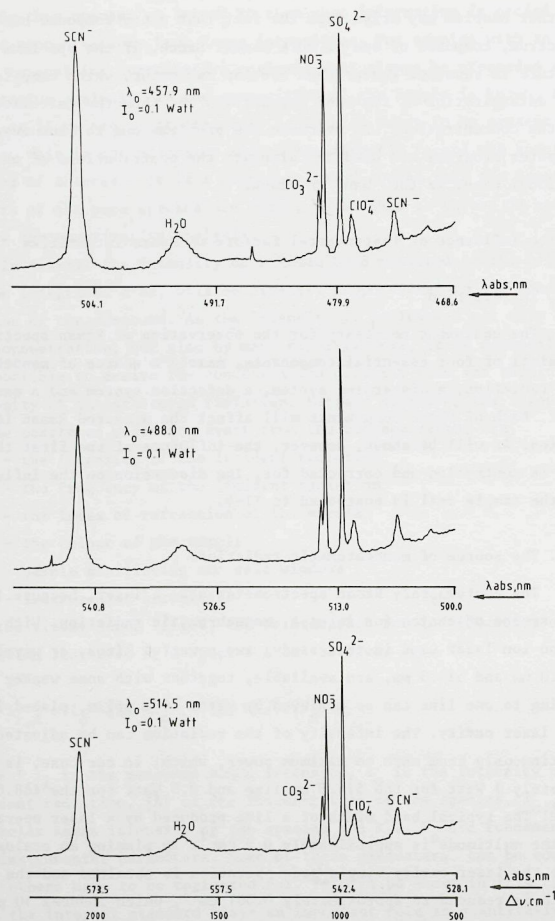 SCN⁻
SO₄²⁻
NO₃⁻
λ₀=457.9 nm
I₀=0.1 Watt
CO₃²⁻
ClO₄⁻
SCN⁻
H₂O
λabs,nm
504.1 491.7 479.9 468.6
λ₀=488.0 nm
I₀=0.1 Watt
λabs,nm
540.8 526.5 513.0 500.0
SO₄²⁻
λ₀=514.5 nm
I₀=0.1 Watt
NO₃⁻
SCN⁻
CO₃²⁻
ClO₄⁻
SCN⁻
H₂O
λabs,nm
573.5 557.5 542.4 528.1
Δν,cm⁻¹
2000 1500 1000 500